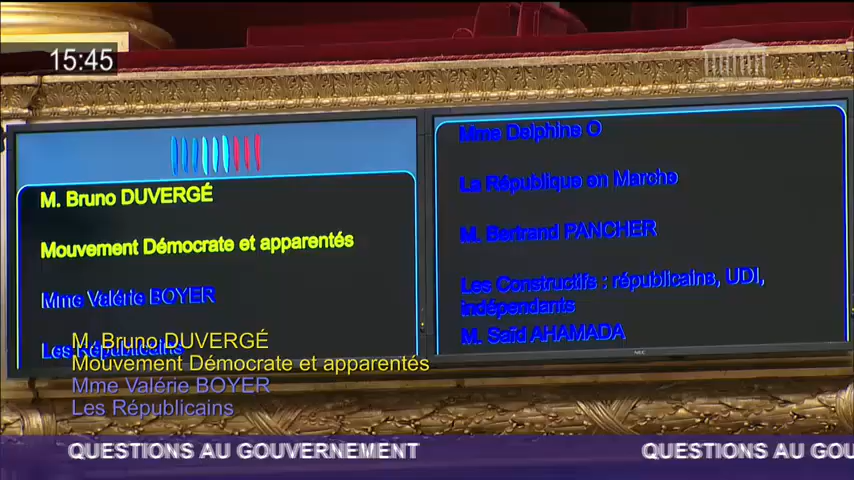 15:45
M. Bruno DUVERGÉ
Mouvement Démocrate et apparentés
Mme Valérie BOYER
Les Républicains
Mme Delphine O
La République en Marche
M. Bertrand PANCHER
Les Constructifs : républicains, UDI,
indépendants
M. Saïd AHAMADA
NEC
M. Bruno DUVERGÉ
Mouvement Démocrate et apparentés
Mme Valérie BOYER
Les Républicains
QUESTIONS AU GOUVERNEMENT
QUESTIONS AU GOU